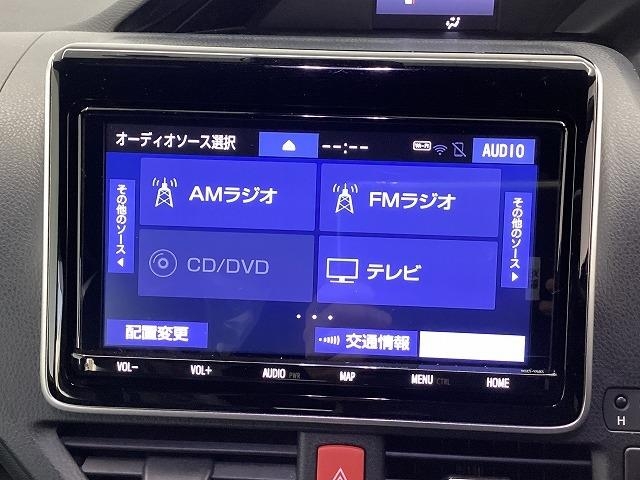 オーディオソース選択
--:--
AUDIO
AMラジオ
FMラジオ
その他のソース
その他のソース
CD/DVD
テレビ
配置変更
交通情報
VOL- VOL+ AUDIO PWR MAP MENU CTRL HOME
H